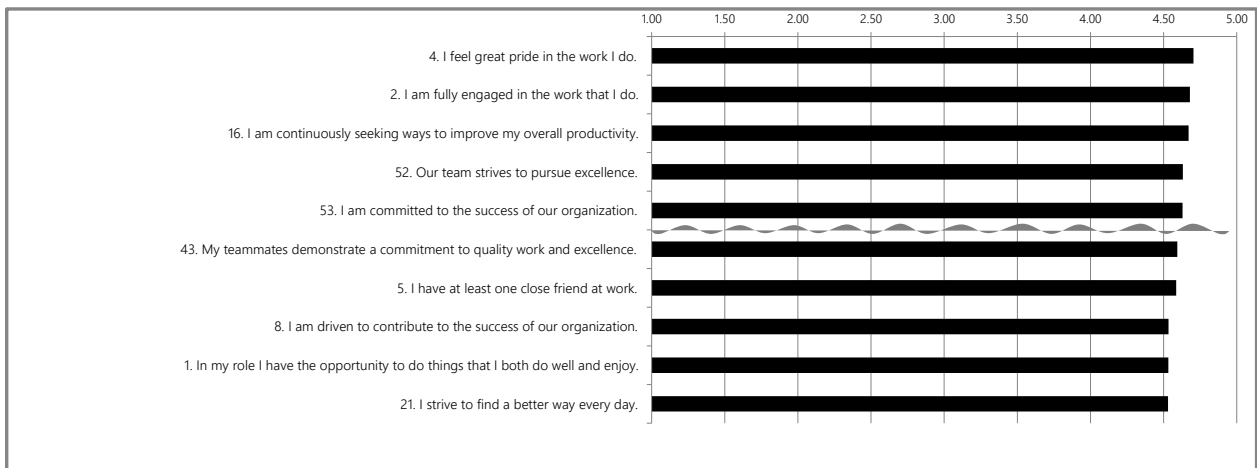 1.00 1.50 2.00 2.50 3.00 3.50 4.00 4.50 5.00
4. I feel great pride in the work I do.
2. I am fully engaged in the work that I do.
16. I am continuously seeking ways to improve my overall productivity.
52. Our team strives to pursue excellence.
53. I am committed to the success of our organization.
43. My teammates demonstrate a commitment to quality work and excellence.
5. I have at least one close friend at work.
8. I am driven to contribute to the success of our organization.
1. In my role I have the opportunity to do things that I both do well and enjoy.
21. I strive to find a better way every day.